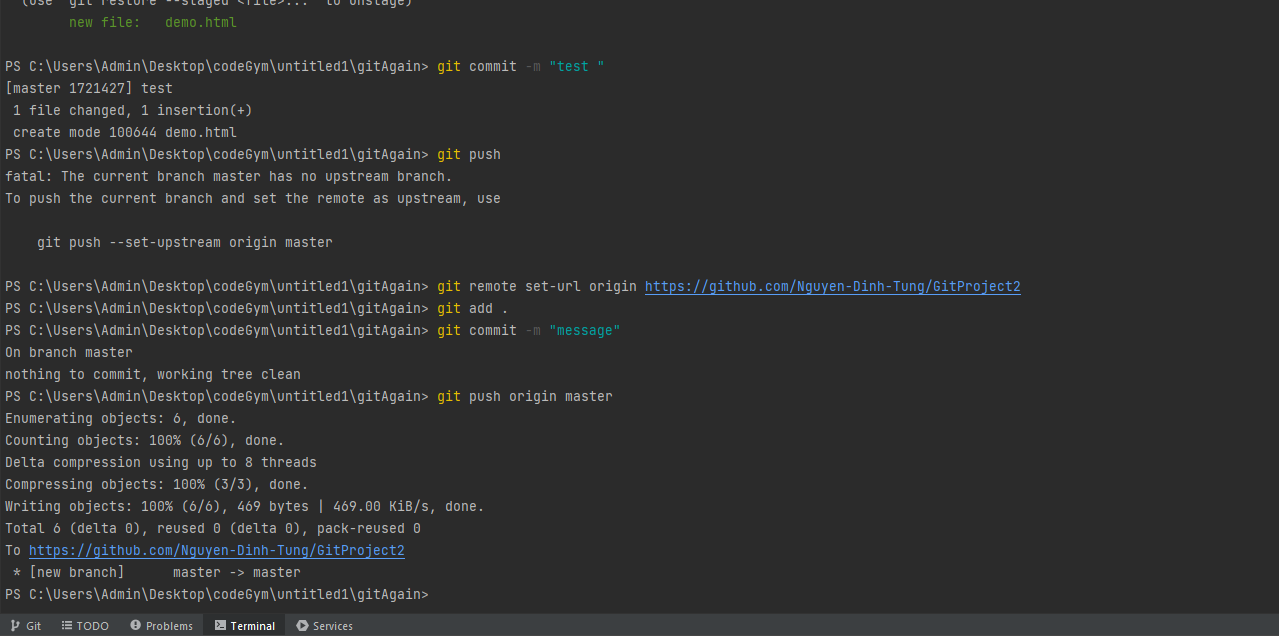 (use "git restore --staged <file>..." to unstage)
        new file:   demo.html
PS C:\Users\Admin\Desktop\codeGym\untitled1\gitAgain> git commit -m "test "
[master 1721427] test
 1 file changed, 1 insertion(+)
 create mode 100644 demo.html
PS C:\Users\Admin\Desktop\codeGym\untitled1\gitAgain> git push
fatal: The current branch master has no upstream branch.
To push the current branch and set the remote as upstream, use
    git push --set-upstream origin master
PS C:\Users\Admin\Desktop\codeGym\untitled1\gitAgain> git remote set-url origin https://github.com/Nguyen-Dinh-Tung/GitProject2
PS C:\Users\Admin\Desktop\codeGym\untitled1\gitAgain> git add .
PS C:\Users\Admin\Desktop\codeGym\untitled1\gitAgain> git commit -m "message"
On branch master
nothing to commit, working tree clean
PS C:\Users\Admin\Desktop\codeGym\untitled1\gitAgain> git push origin master
Enumerating objects: 6, done.
Counting objects: 100% (6/6), done.
Delta compression using up to 8 threads
Compressing objects: 100% (3/3), done.
Writing objects: 100% (6/6), 469 bytes | 469.00 KiB/s, done.
Total 6 (delta 0), reused 0 (delta 0), pack-reused 0
To https://github.com/Nguyen-Dinh-Tung/GitProject2
 * [new branch]      master -> master
PS C:\Users\Admin\Desktop\codeGym\untitled1\gitAgain>
Git TODO Problems Terminal Services